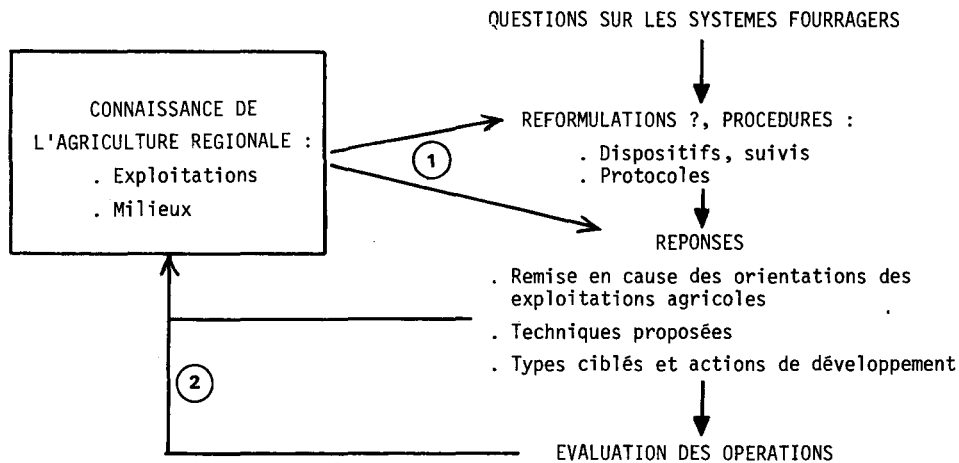 QUESTIONS SUR LES SYSTEMES FOURRAGERS
CONNAISSANCE DE
L'AGRICULTURE REGIONALE :
. Exploitations
. Milieux
1
REFORMULATIONS ?, PROCEDURES :
. Dispositifs, suivis
. Protocoles
REPONSES
. Remise en cause des orientations des
exploitations agricoles
. Techniques proposées
. Types ciblés et actions de développement
2
EVALUATION DES OPERATIONS